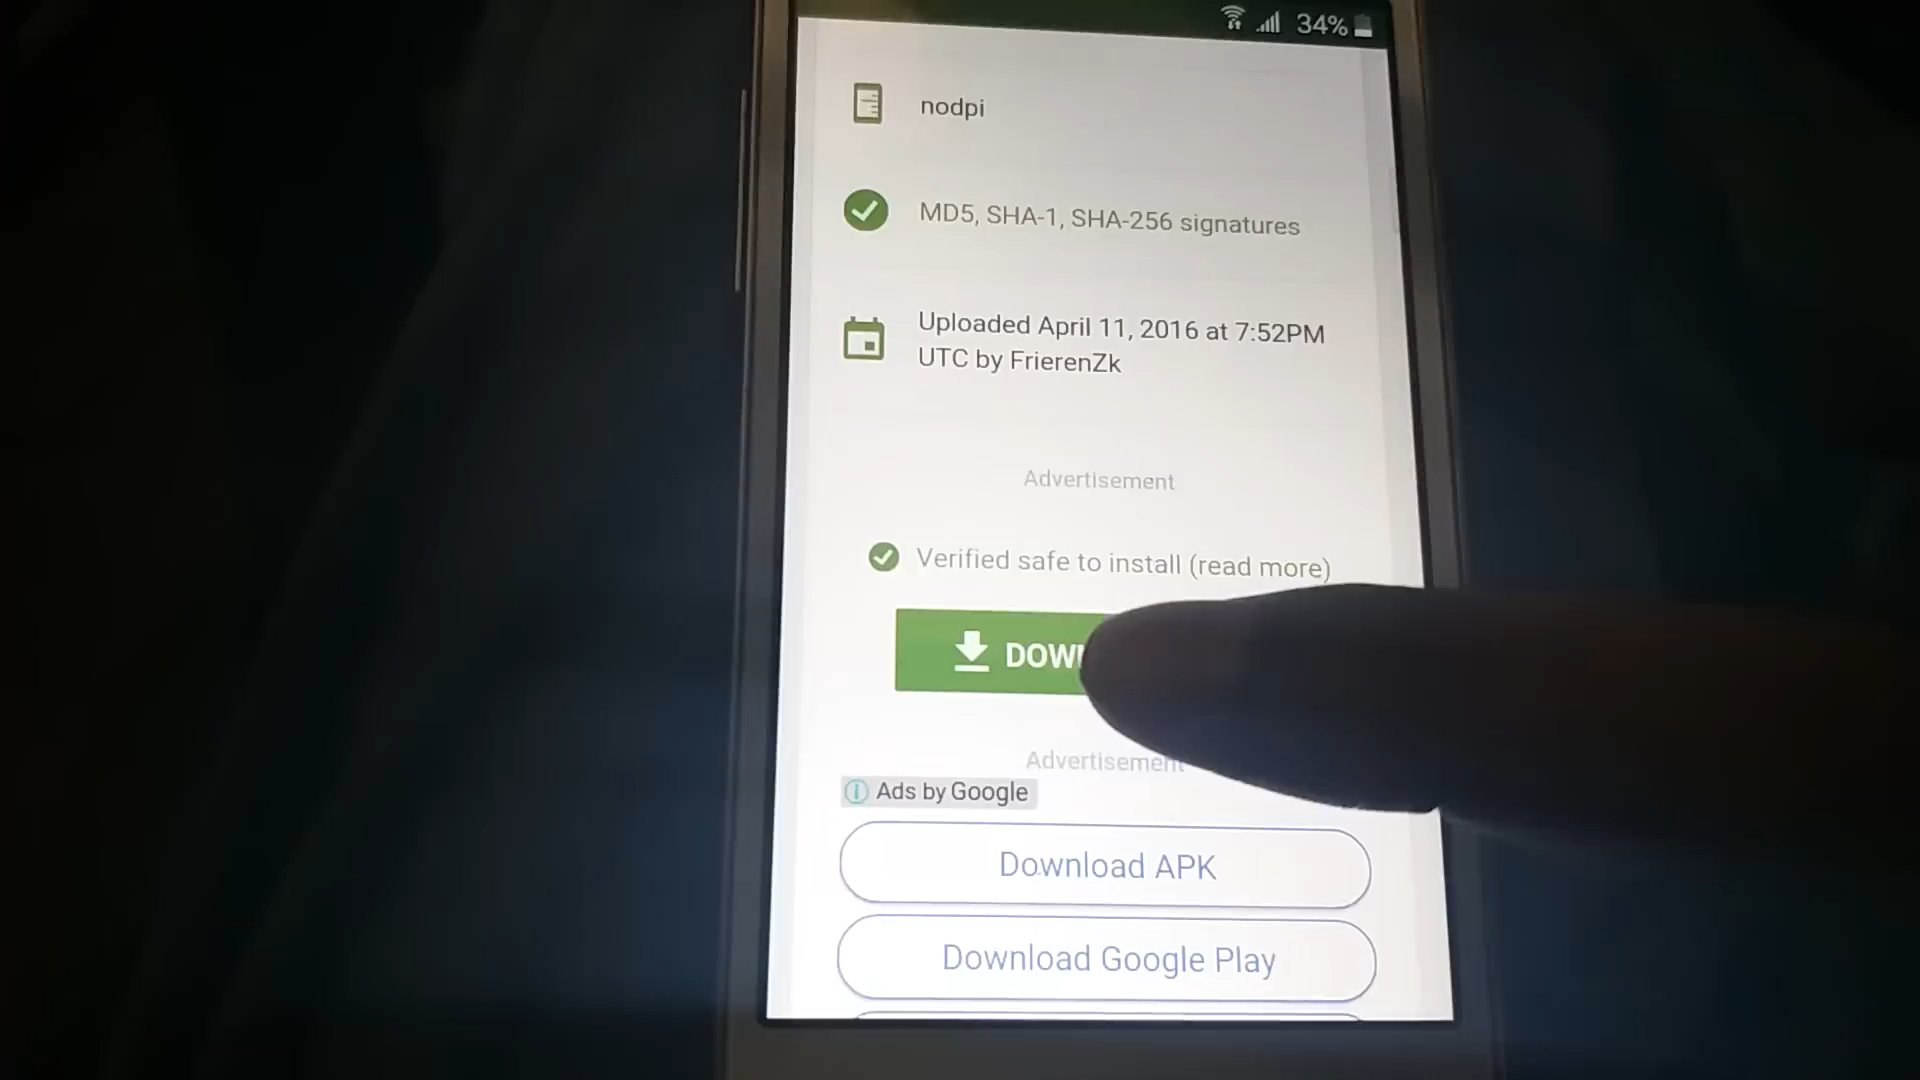 34%
nodpi
MD5, SHA-1, SHA-256 signatures
Uploaded April 11, 2016 at 7:52PM
UTC by FrierenZk
Advertisement
Verified safe to install (read more)
Advertisement
Ads by Google
Download APK
Download Google Play